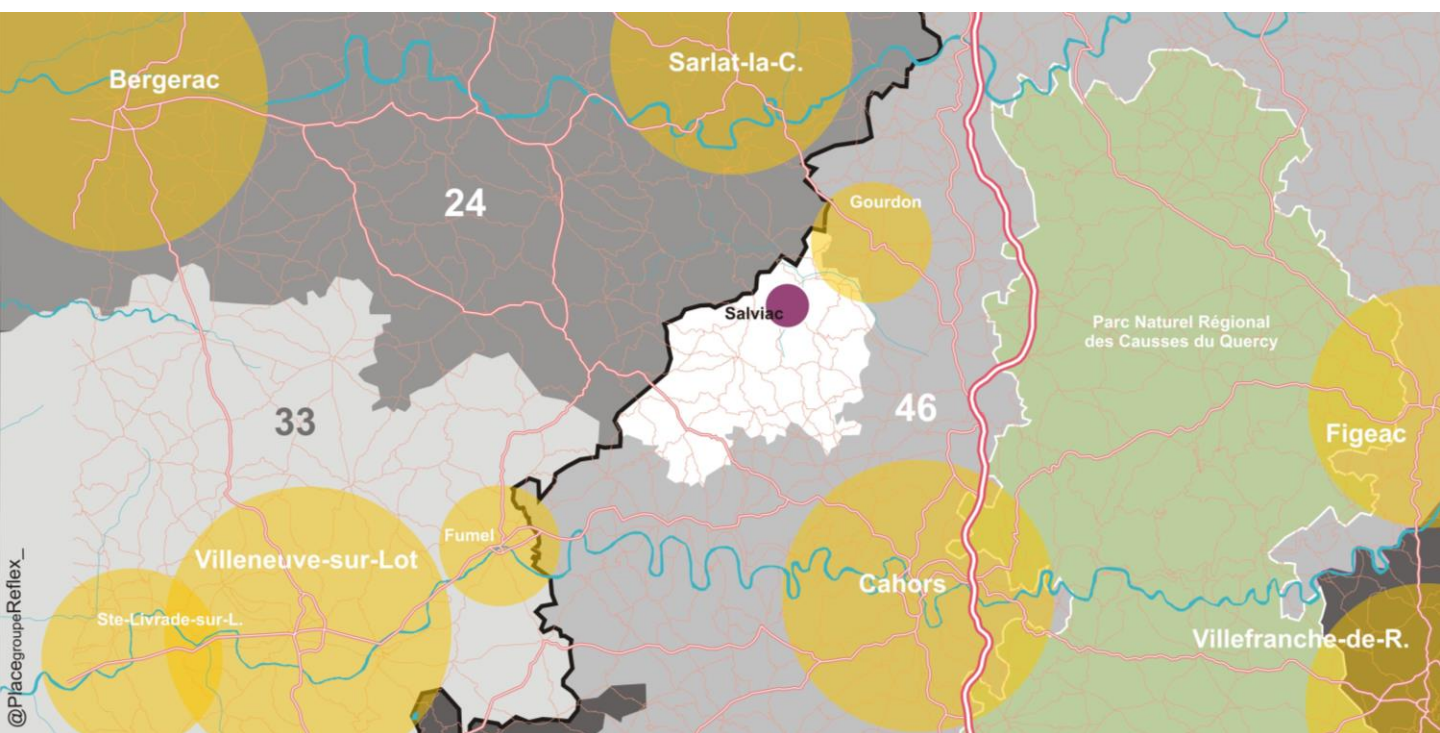 Bergerac
Sarlat-la-C.
24
Gourdon
Salviac
Parc Naturel Régional
des Causses du Quercy
33
46
Figeac
Fumel
Villeneuve-sur-Lot
Cahors
Ste-Livrade-sur-L.
Villefranche-de-R.
@PlacegroupeReflex_